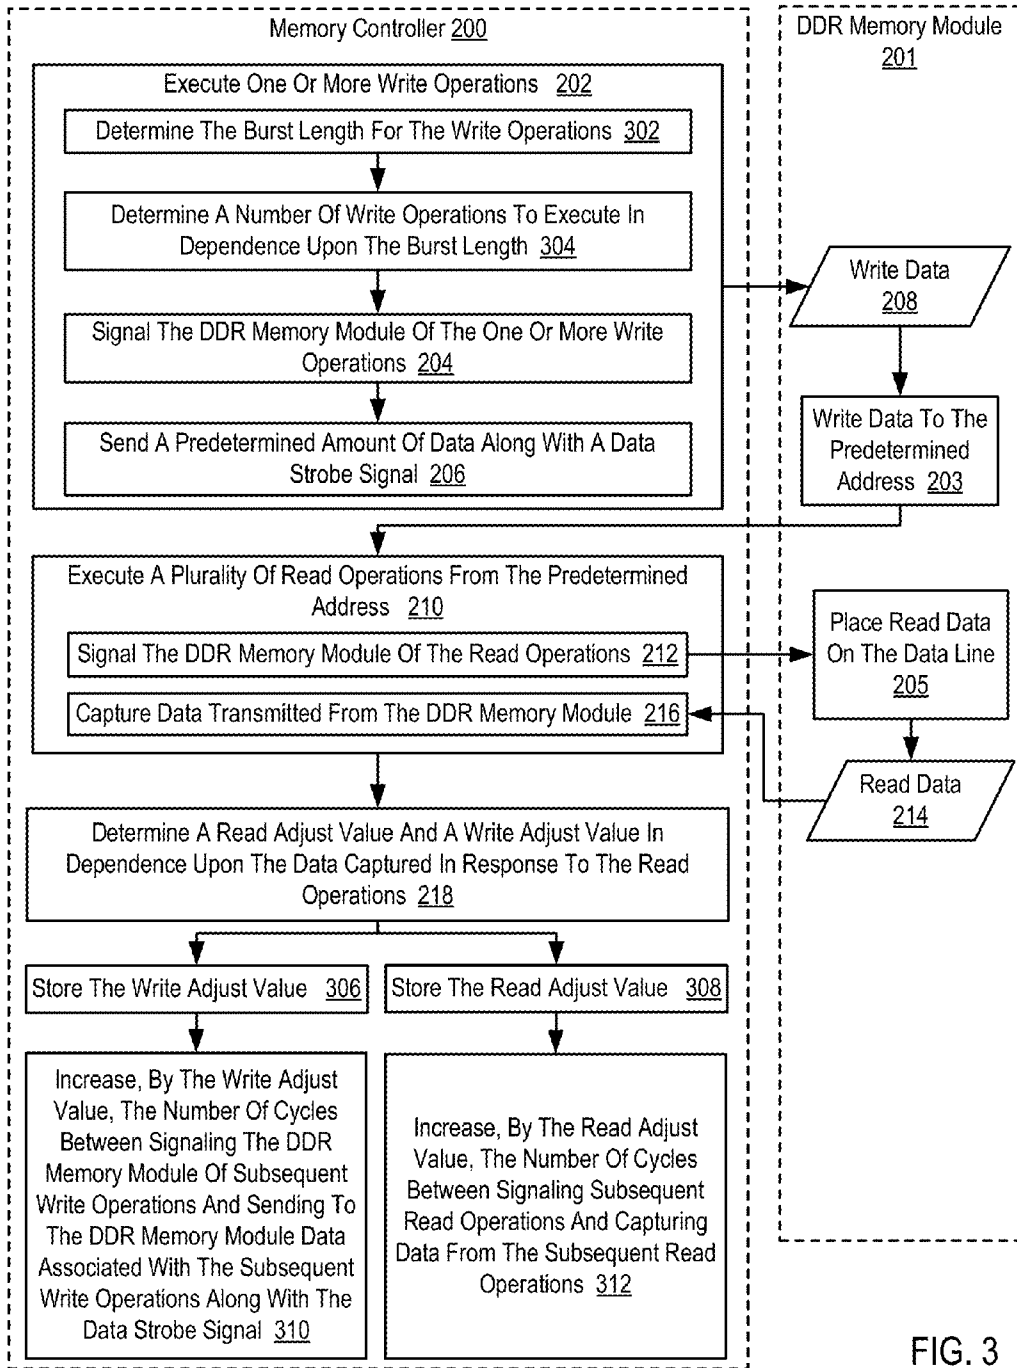 Memory Controller 200
DDR Memory Module
201
Execute One Or More Write Operations 202
Determine The Burst Length For The Write Operations 302
Determine A Number Of Write Operations To Execute In
Dependence Upon The Burst Length 304
Signal The DDR Memory Module Of The One Or More Write
Operations 204
Send A Predetermined Amount Of Data Along With A Data
Strobe Signal 206
Write Data
208
Write Data To The
Predetermined
Address 203
Execute A Plurality Of Read Operations From The Predetermined
Address 210
Signal The DDR Memory Module Of The Read Operations 212
Capture Data Transmitted From The DDR Memory Module 216
Place Read Data
On The Data Line
205
Read Data
214
Determine A Read Adjust Value And A Write Adjust Value In
Dependence Upon The Data Captured In Response To The Read
Operations 218
Store The Write Adjust Value 306
Store The Read Adjust Value 308
Increase, By The Write Adjust
Value, The Number Of Cycles
Between Signaling The DDR
Memory Module Of Subsequent
Write Operations And Sending To
The DDR Memory Module Data
Associated With The Subsequent
Write Operations Along With The
Data Strobe Signal 310
Increase, By The Read Adjust
Value, The Number Of Cycles
Between Signaling Subsequent
Read Operations And Capturing
Data From The Subsequent Read
Operations 312
FIG. 3